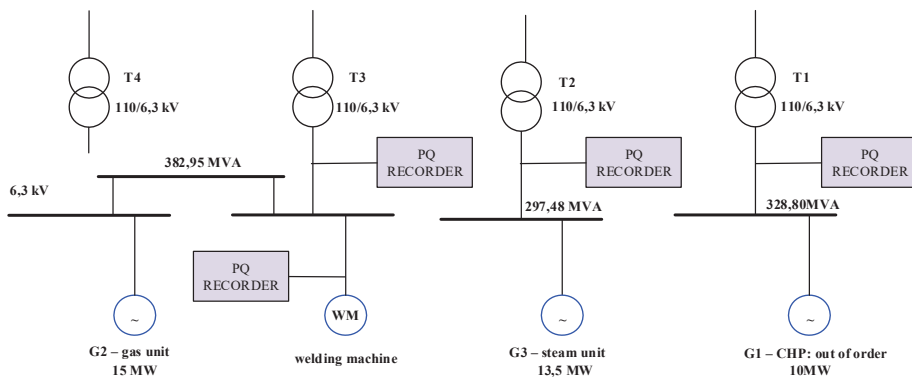 T4
110/6,3 kV
T3
110/6,3 kV
T2
110/6,3 kV
T1
110/6,3 kV
PQ
RECORDER
PQ
RECORDER
PQ
RECORDER
382,95 MVA
6,3 kV
297,48 MVA
328,80MVA
PQ
RECORDER
~
WM
~
~
G2 – gas unit
15 MW
welding machine
G3 – steam unit
13,5 MW
G1 – CHP: out of order
10MW